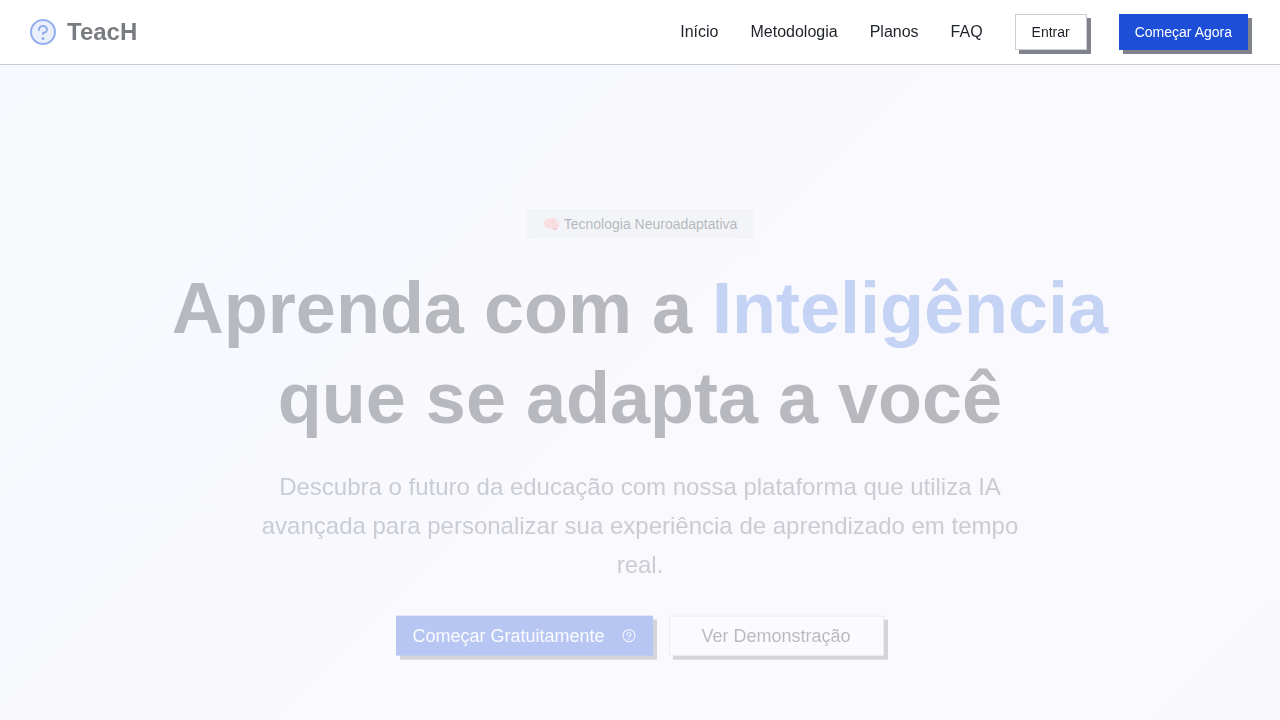 TeacH
Início
Metodologia
Planos
FAQ
Entrar
Começar Agora
🧠 Tecnologia Neuroadaptativa
Aprenda com a Inteligência
que se adapta a você
Descubra o futuro da educação com nossa plataforma que utiliza IA
avançada para personalizar sua experiência de aprendizado em tempo
real.
Começar Gratuitamente
Ver Demonstração